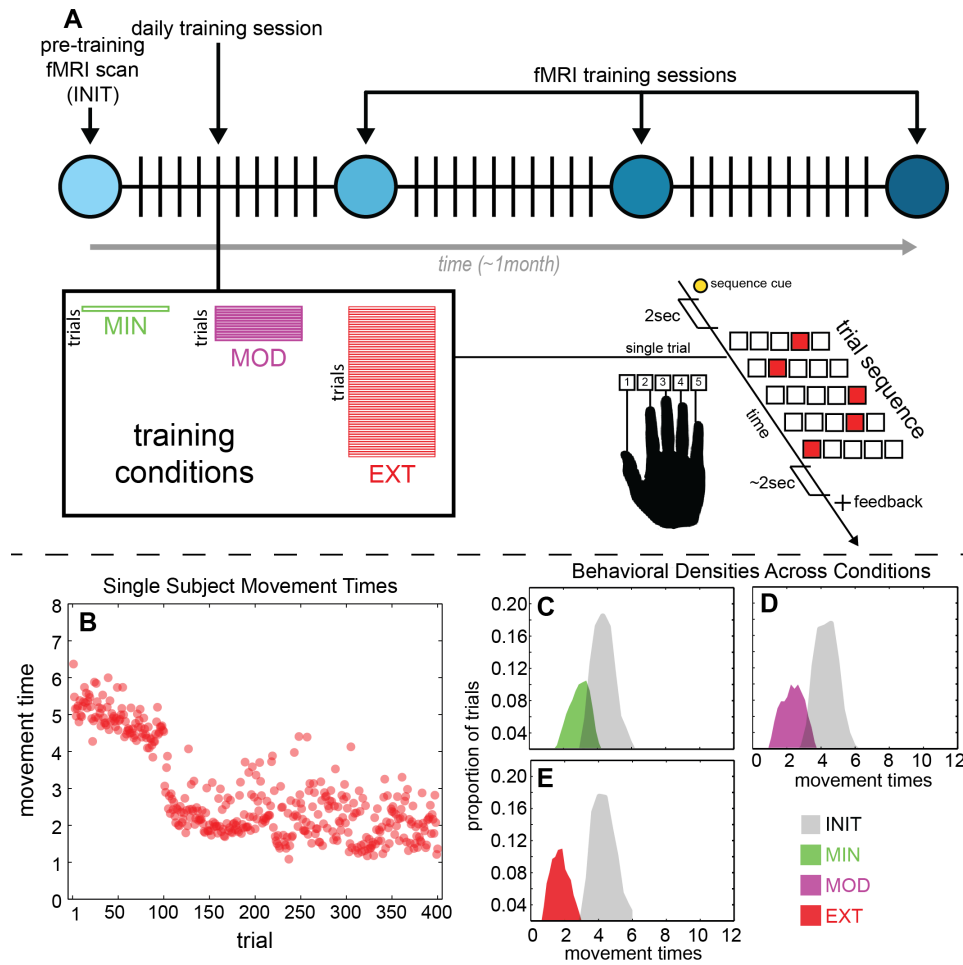 A
daily training session
pre-training
fMRI scan
(INIT)
fMRI training sessions
time (~1month)
trials
MIN
trials
MOD
trials
EXT
training
conditions
single trial
sequence cue
2sec
trial sequence
time
1 2 3 4 5
~2sec
feedback
Single Subject Movement Times
B
movement time
8
7
6
5
4
3
2
1
0
1 50 100 150 200 250 300 350 400
trial
Behavioral Densities Across Conditions
C
D
E
proportion of trials
0.20
0.16
0.12
0.08
0.04
0 2 4 6 8 10 12
movement times
0.20
0.16
0.12
0.08
0.04
0 2 4 6 8 10 12
movement times
INIT
MIN
MOD
EXT